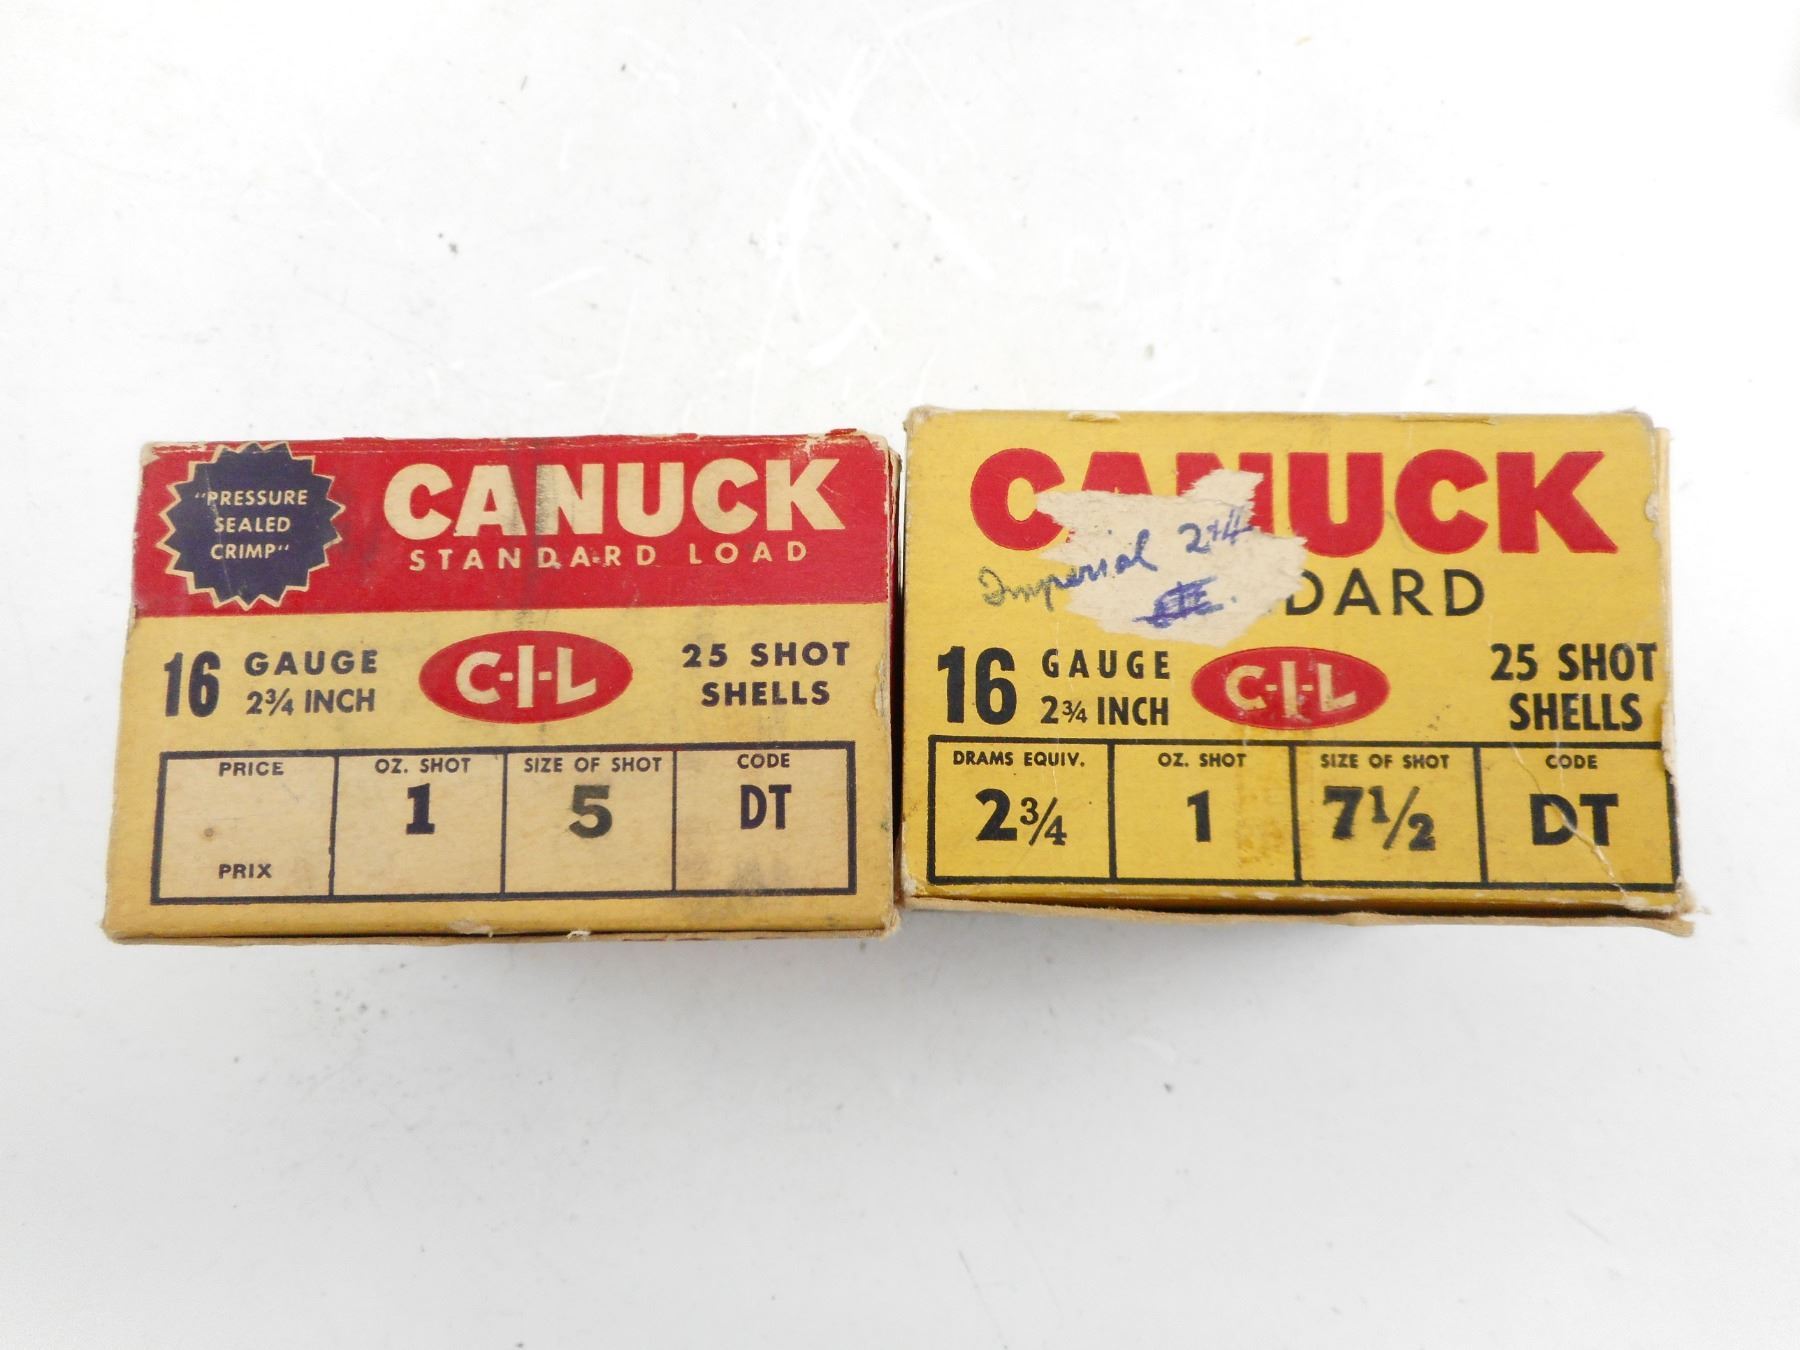 "PRESSURE
SEALED
CRIMP"
CANUCK
STANDARD LOAD
16 GAUGE
2¾ INCH
C-I-L
25 SHOT
SHELLS
PRICE
PRIX
OZ. SHOT
1
SIZE OF SHOT
5
CODE
DT
CANUCK
Imperial 2+4
DARD
16 GAUGE
2¾ INCH
C-I-L
25 SHOT
SHELLS
DRAMS EQUIV.
2¾
OZ. SHOT
1
SIZE OF SHOT
7½
CODE
DT